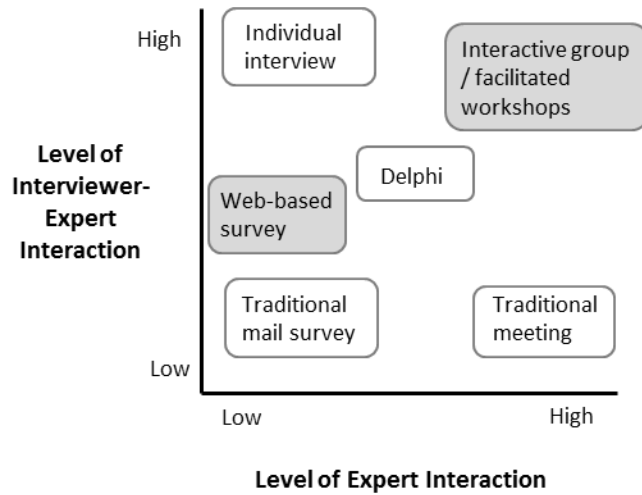 High
Individual
interview
Interactive group
/ facilitated
workshops
Level of
Interviewer-
Expert
Interaction
Delphi
Web-based
survey
Traditional
mail survey
Traditional
meeting
Low
Low
High
Level of Expert Interaction